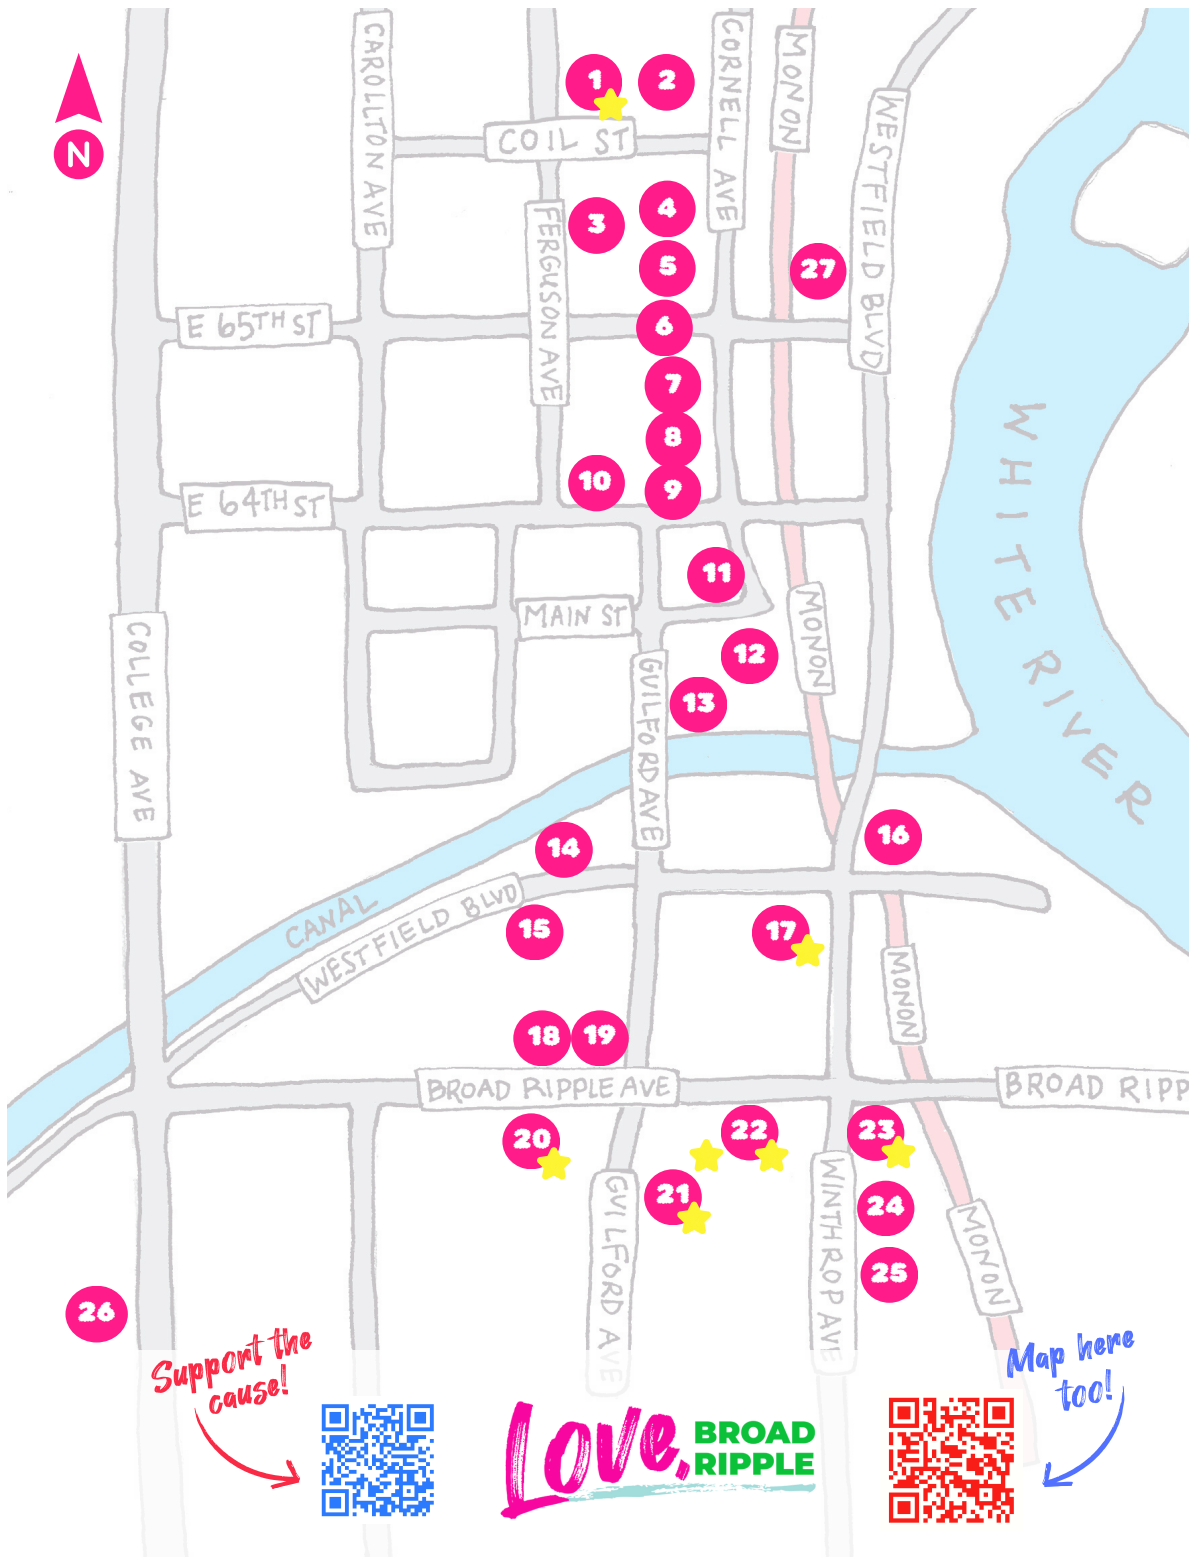 N
CAROLLTON AVE
CORNELL AVE
MONON
WESTFIELD BLVD
1
2
COIL ST
3
4
FERGUSON AVE
5
27
E 65TH ST
6
7
8
E 64TH ST
10
9
WHITE RIVER
11
MAIN ST
MONON
COLLEGE AVE
12
GUILFORD AVE
13
14
16
CANAL
WESTFIELD BLVD
15
17
MONON
18
19
BROAD RIPPLE AVE
BROAD RIPP
20
22
23
21
GUILFORD AVE
WINTHROP AVE
24
MONON
25
26
Support the
cause!
Map here
too!
Love,
BROAD
RIPPLE